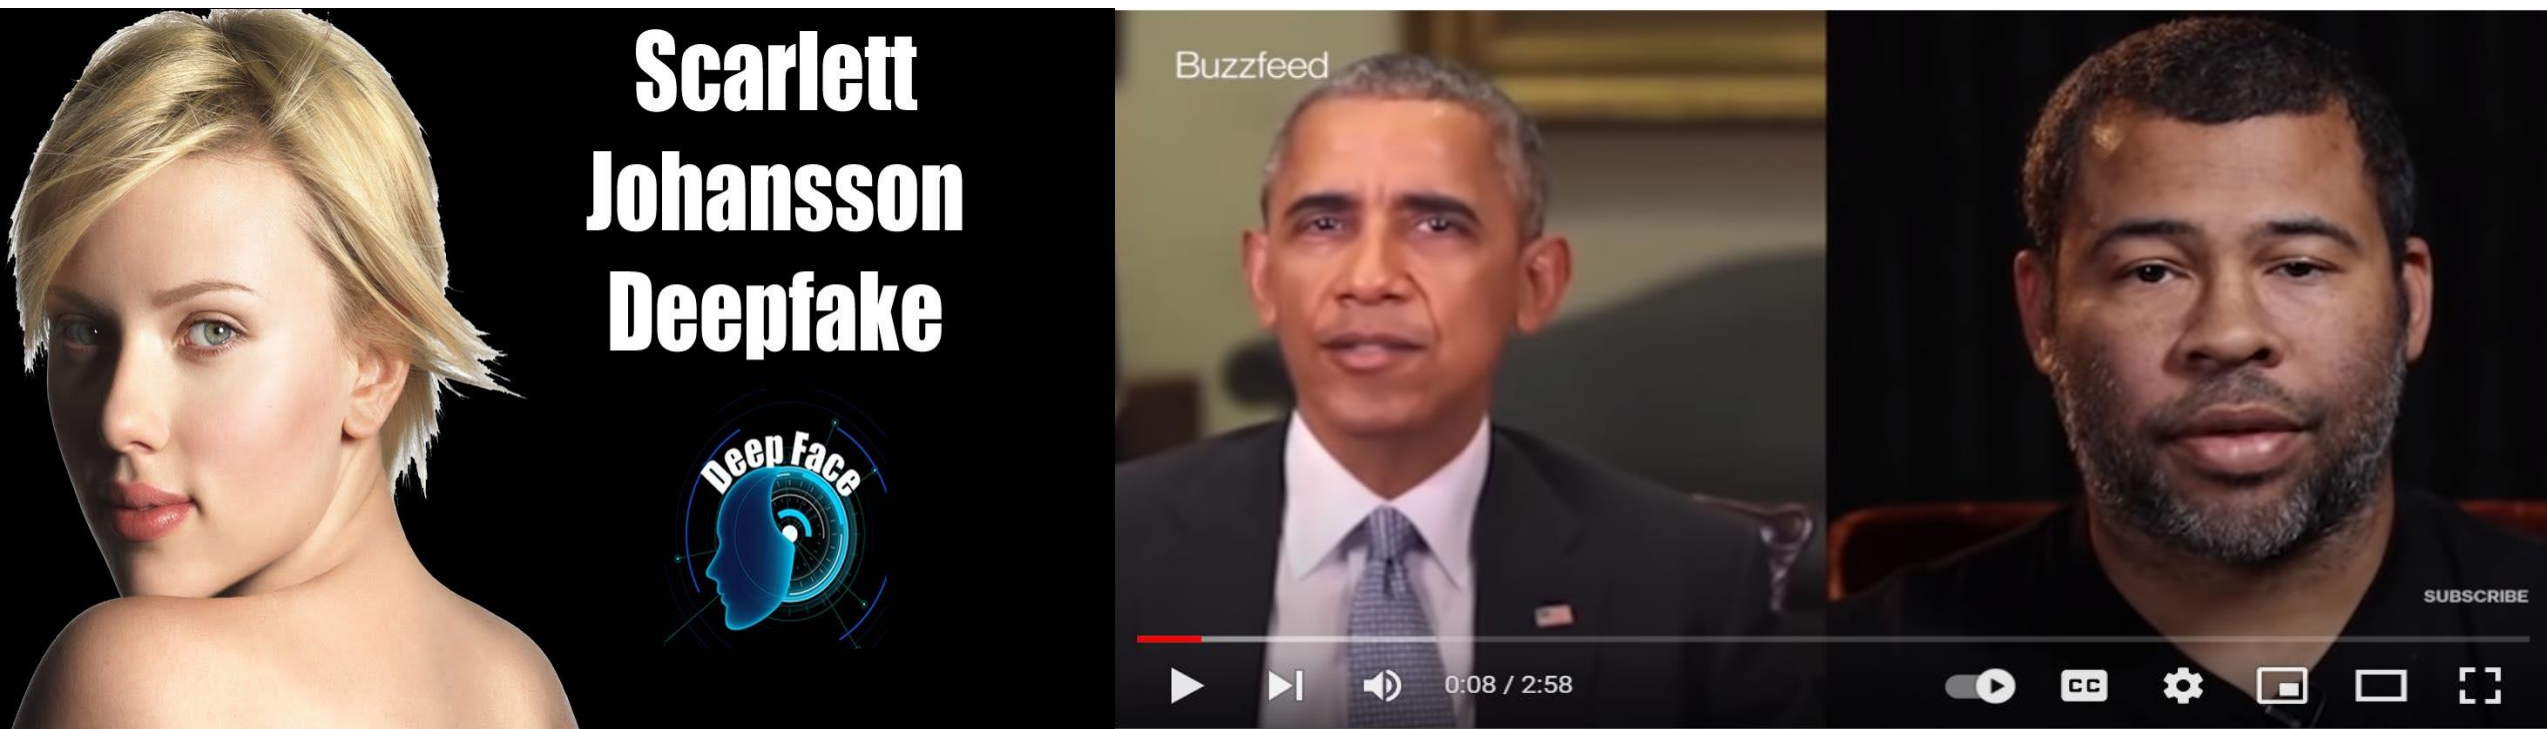 Scarlett
Johansson
Deepfake
Deep Face
Buzzfeed
SUBSCRIBE
0:08 / 2:58
CC